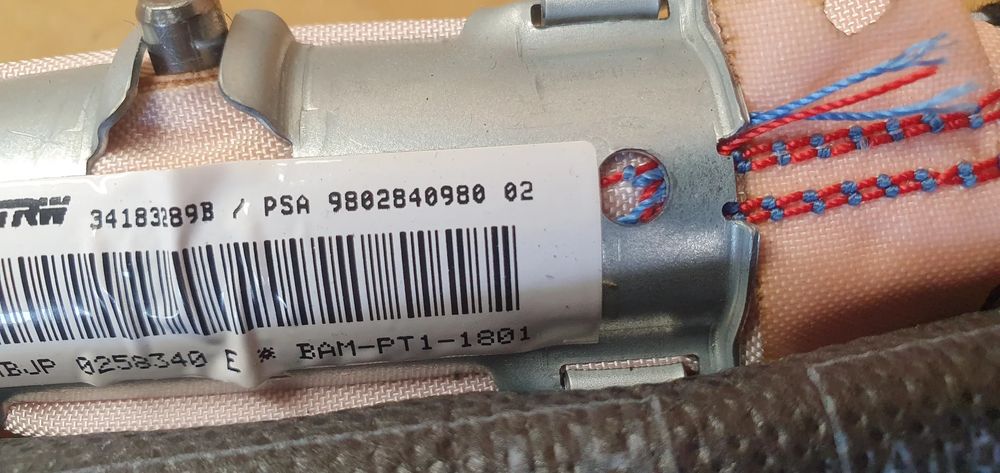 TRW 34183289B / PSA 9802840980 02
BJP 0258340 E * BAM-PT1-1801